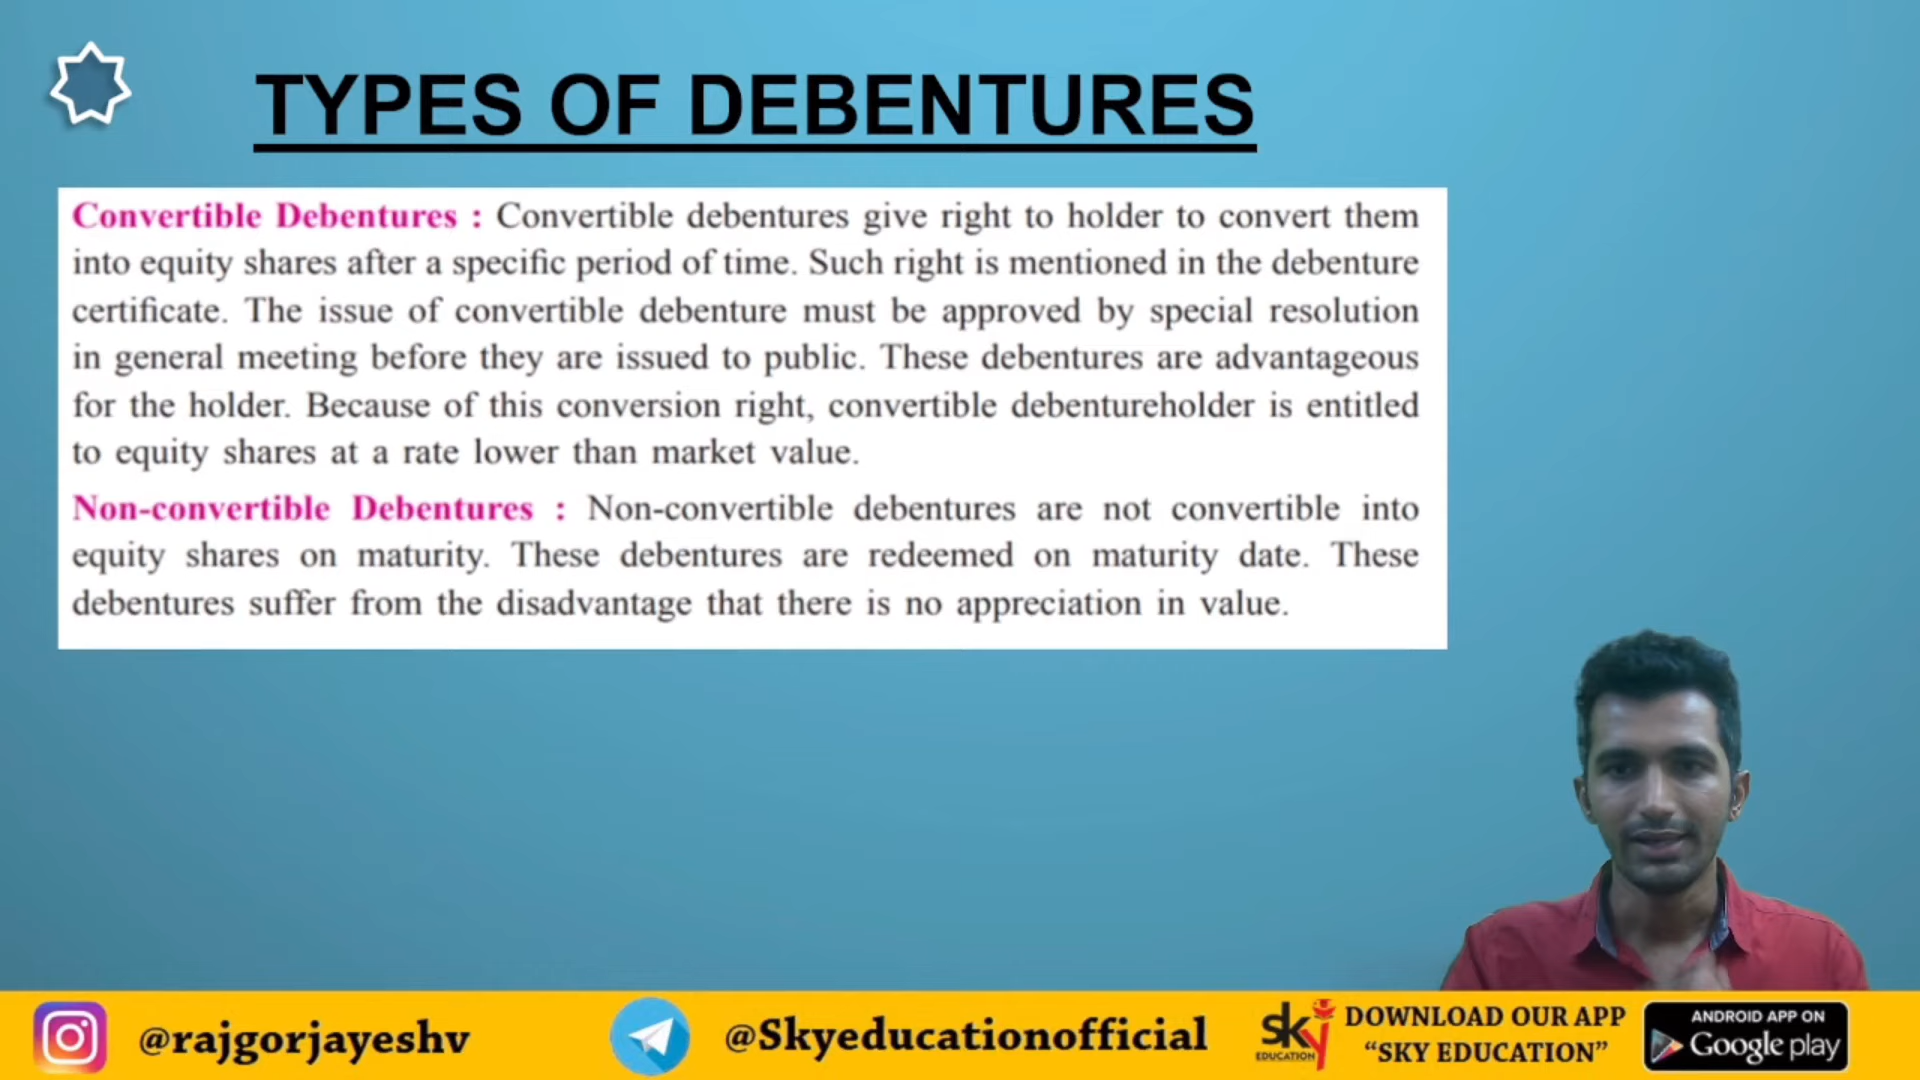 TYPES OF DEBENTURES
Convertible Debentures : Convertible debentures give right to holder to convert them
into equity shares after a specific period of time. Such right is mentioned in the debenture
certificate. The issue of convertible debenture must be approved by special resolution
in general meeting before they are issued to public. These debentures are advantageous
for the holder. Because of this conversion right, convertible debentureholder is entitled
to equity shares at a rate lower than market value.
Non-convertible Debentures : Non-convertible debentures are not convertible into
equity shares on maturity. These debentures are redeemed on maturity date. These
debentures suffer from the disadvantage that there is no appreciation in value.
@rajgorjayeshv
@Skyeducationofficial
sky
EDUCATION
DOWNLOAD OUR APP
“SKY EDUCATION”
ANDROID APP ON
Google play